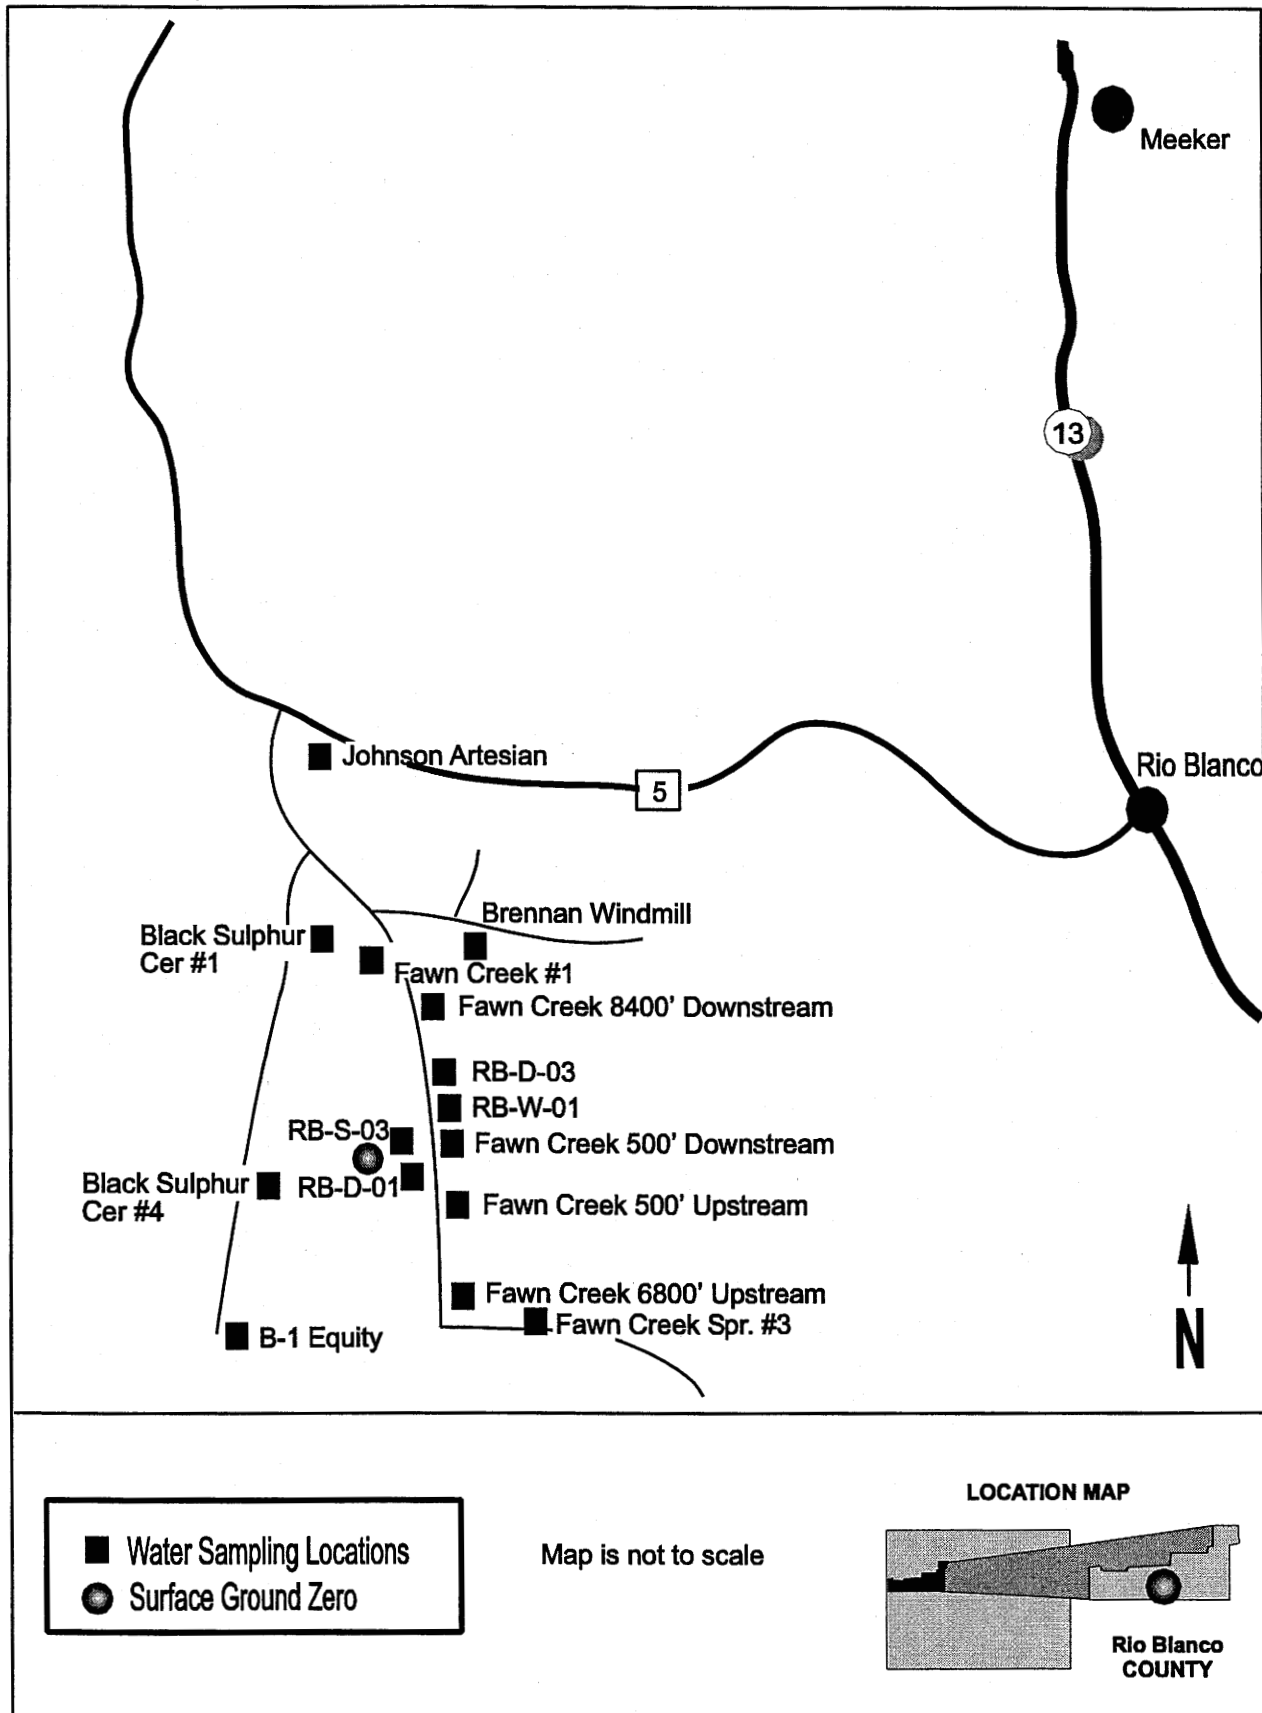 Meeker
13
Johnson Artesian
5
Rio Blanco
Brennan Windmill
Black Sulphur
Cer #1
Fawn Creek #1
Fawn Creek 8400' Downstream
RB-D-03
RB-W-01
RB-S-03
Fawn Creek 500' Downstream
Black Sulphur
Cer #4
RB-D-01
Fawn Creek 500' Upstream
Fawn Creek 6800' Upstream
Fawn Creek Spr. #3
B-1 Equity
N
LOCATION MAP
Water Sampling Locations
Surface Ground Zero
Map is not to scale
Rio Blanco
COUNTY